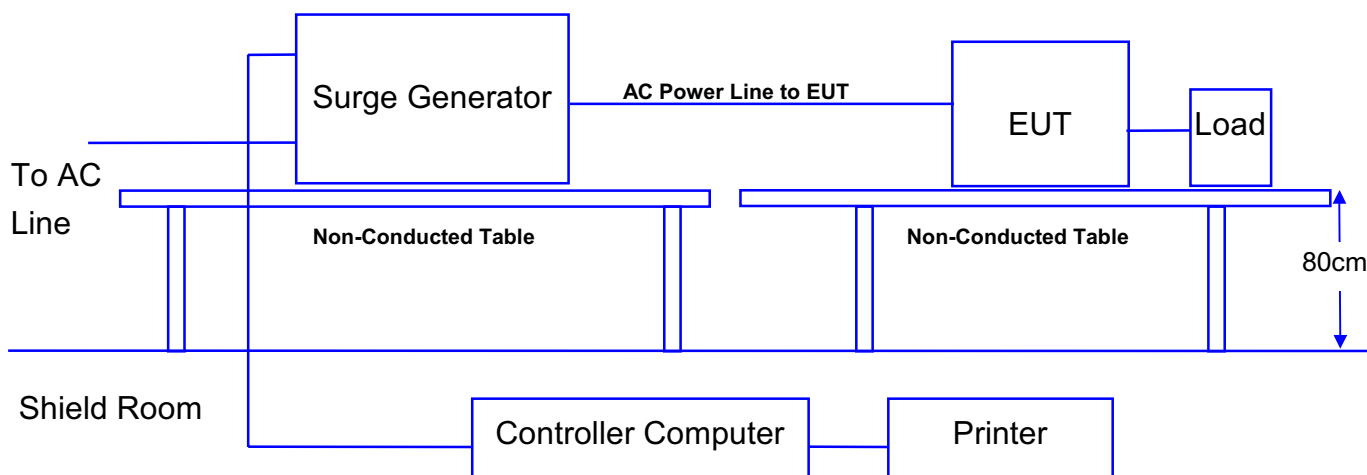 Surge Generator
AC Power Line to EUT
EUT
Load
To AC
Line
Non-Conducted Table
Non-Conducted Table
80cm
Shield Room
Controller Computer
Printer